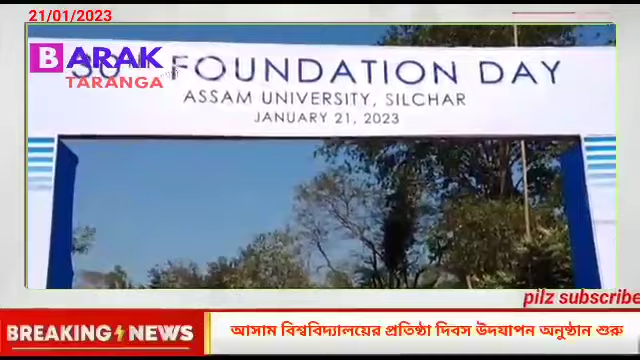 21/01/2023
BARAK
TARANGA
FOUNDATION DAY
ASSAM UNIVERSITY, SILCHAR
JANUARY 21, 2023
pilz subscribe
BREAKING NEWS
আসাম বিশ্ববিদ্যালয়ের প্রতিষ্ঠা দিবস উদযাপন অনুষ্ঠান শুরু